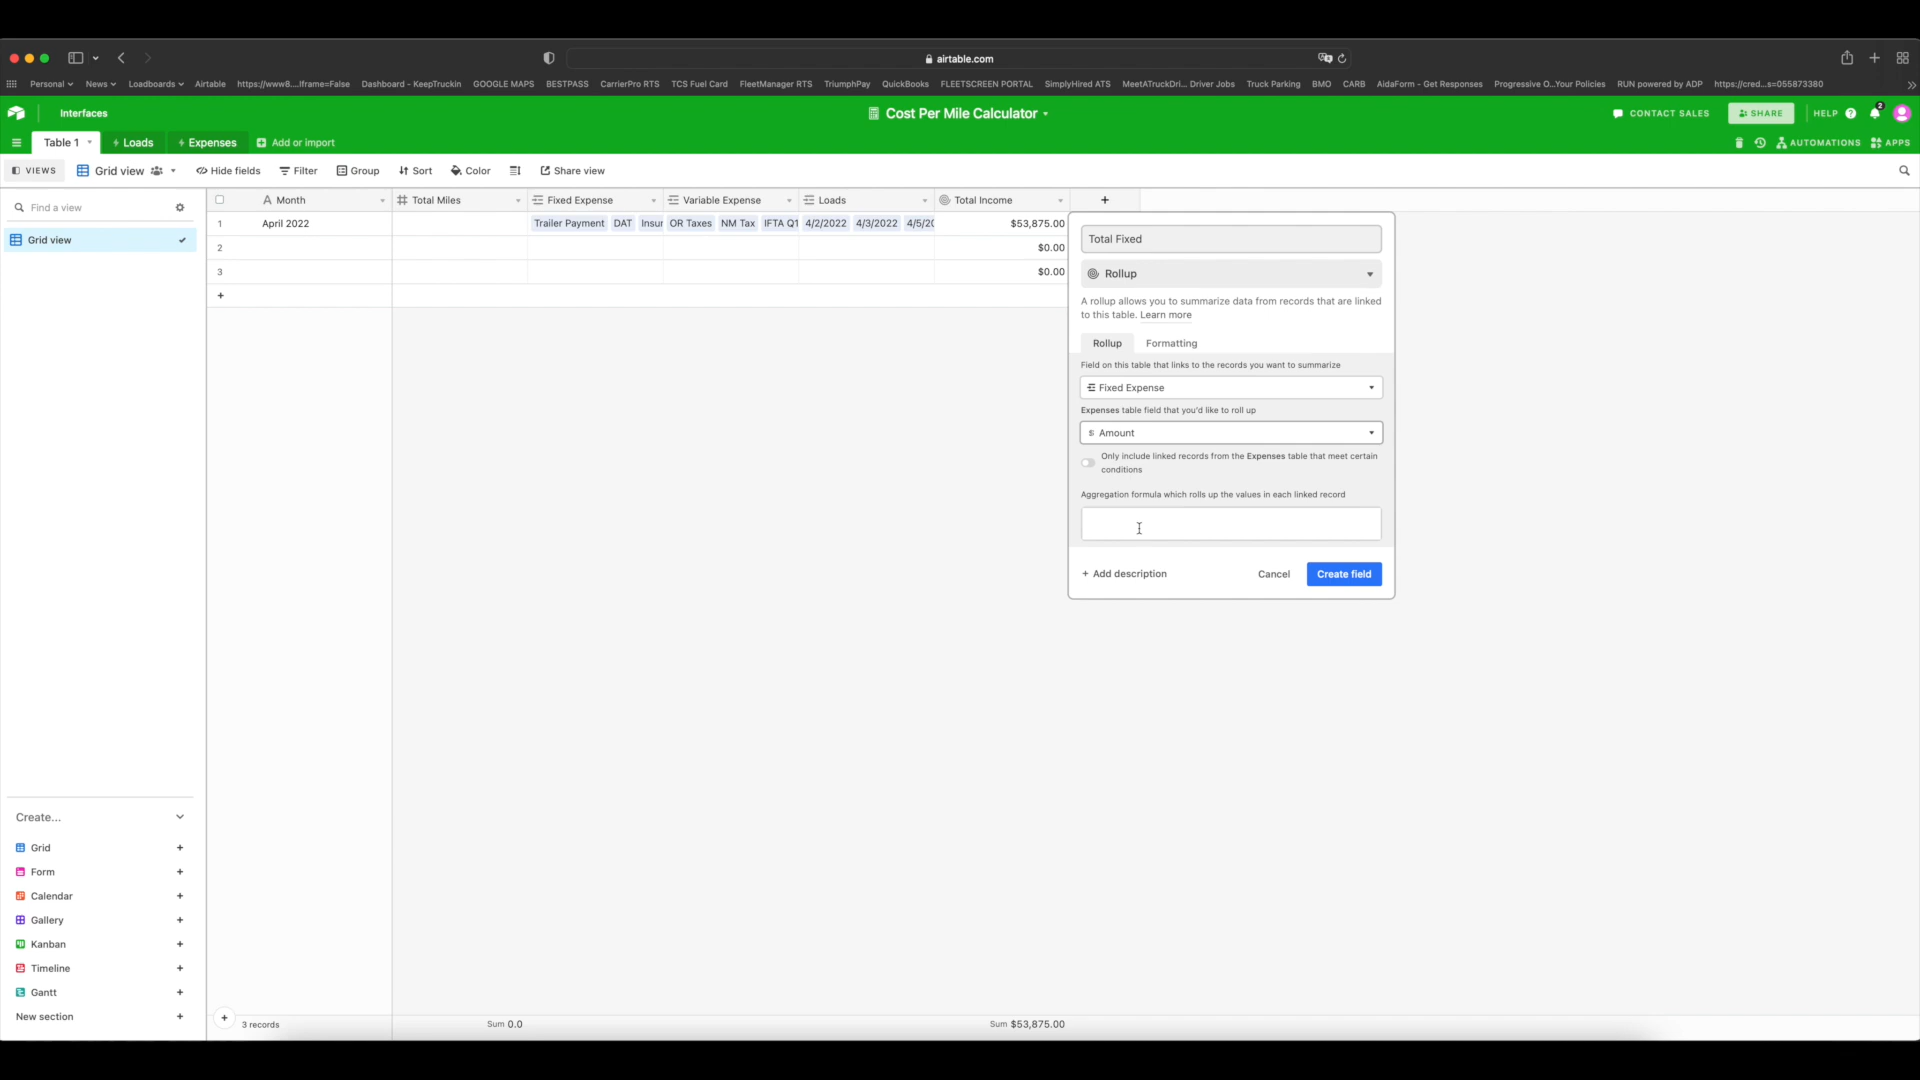 airtable.com
Personal News Loadboards Airtable https://www8....Iframe=False Dashboard - KeepTruckin GOOGLE MAPS BESTPASS CarrierPro RTS TCS Fuel Card FleetManager RTS TriumphPay QuickBooks FLEETSCREEN PORTAL SimplyHired ATS MeetATruckDri... Driver Jobs Truck Parking BMO CARB AidaForm - Get Responses Progressive O...Your Policies RUN powered by ADP https://cred...s=055873380
Interfaces Cost Per Mile Calculator CONTACT SALES SHARE HELP 2
Table 1 Loads Expenses Add or import AUTOMATIONS APPS
VIEWS Grid view Hide fields Filter Group Sort Color Share view
Find a view
Grid view
Month Total Miles Fixed Expense Variable Expense Loads Total Income
1 April 2022 Trailer Payment DAT Insur OR Taxes NM Tax IFTA Q1 4/2/2022 4/3/2022 4/5/20 $53,875.00
2 $0.00
3 $0.00
Total Fixed
Rollup
A rollup allows you to summarize data from records that are linked
to this table. Learn more
Rollup Formatting
Field on this table that links to the records you want to summarize
Fixed Expense
Expenses table field that you'd like to roll up
$ Amount
Only include linked records from the Expenses table that meet certain
conditions
Aggregation formula which rolls up the values in each linked record
+ Add description Cancel Create field
Create...
Grid
Form
Calendar
Gallery
Kanban
Timeline
Gantt
New section
3 records Sum 0.0 Sum $53,875.00